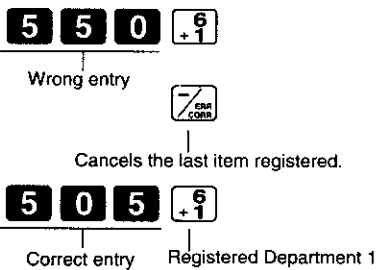 5 5 0 6 +1
Wrong entry
-/ERR CORR
Cancels the last item registered.
5 0 5 6 +1
Correct entry Registered Department 1